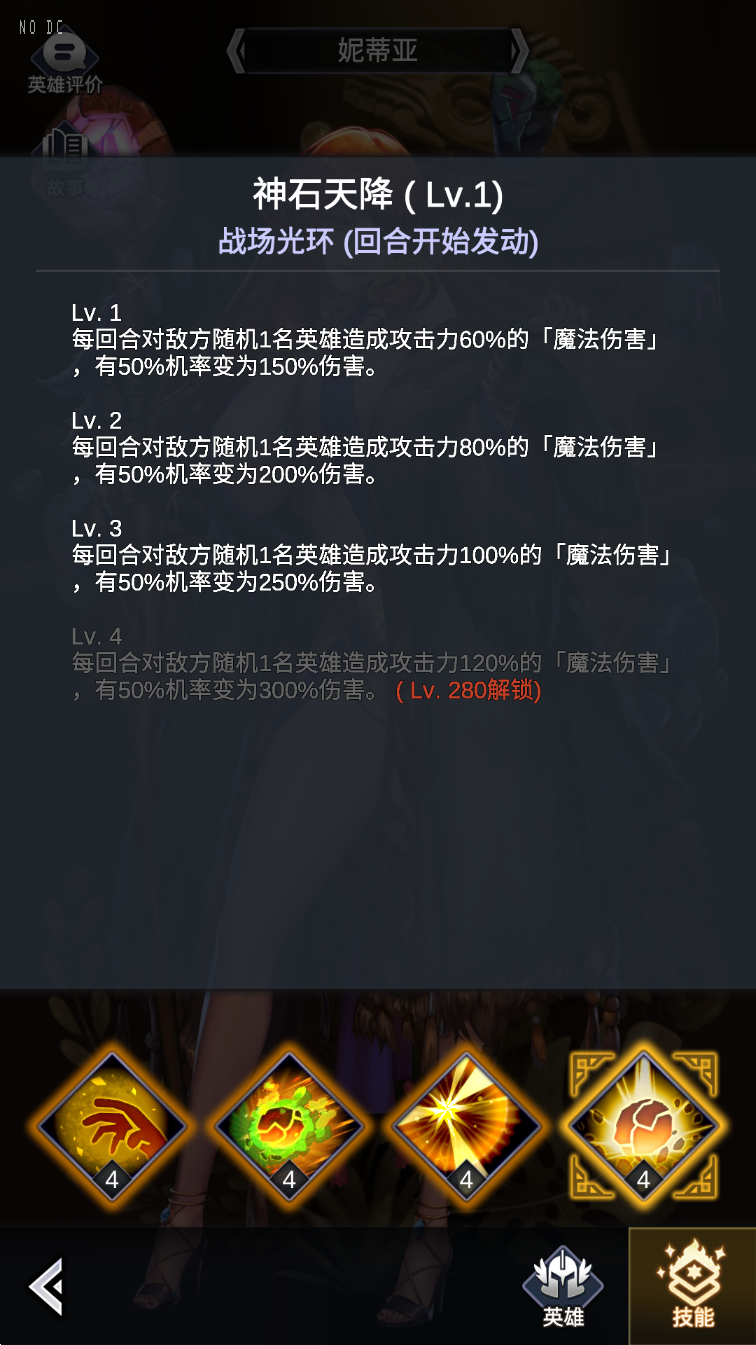 NO DC
妮蒂亚
英雄评价
故事
神石天降 ( Lv.1)
战场光环 (回合开始发动)
Lv. 1
每回合对敌方随机1名英雄造成攻击力60%的「魔法伤害」
，有50%机率变为150%伤害。
Lv. 2
每回合对敌方随机1名英雄造成攻击力80%的「魔法伤害」
，有50%机率变为200%伤害。
Lv. 3
每回合对敌方随机1名英雄造成攻击力100%的「魔法伤害」
，有50%机率变为250%伤害。
Lv. 4
每回合对敌方随机1名英雄造成攻击力120%的「魔法伤害」
，有50%机率变为300%伤害。 ( Lv. 280解锁)
4 4 4 4
英雄 技能